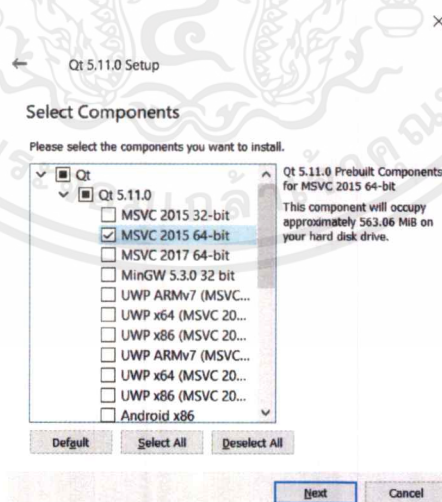 Qt 5.11.0 Setup
Select Components
Please select the components you want to install.
Qt
Qt 5.11.0
MSVC 2015 32-bit
MSVC 2015 64-bit
MSVC 2017 64-bit
MinGW 5.3.0 32 bit
UWP ARMv7 (MSVC...
UWP x64 (MSVC 20...
UWP x86 (MSVC 20...
UWP ARMv7 (MSVC...
UWP x64 (MSVC 20...
UWP x86 (MSVC 20...
Android x86
Qt 5.11.0 Prebuilt Components
for MSVC 2015 64-bit
This component will occupy
approximately 563.06 MiB on
your hard disk drive.
Default
Select All
Deselect All
Next
Cancel